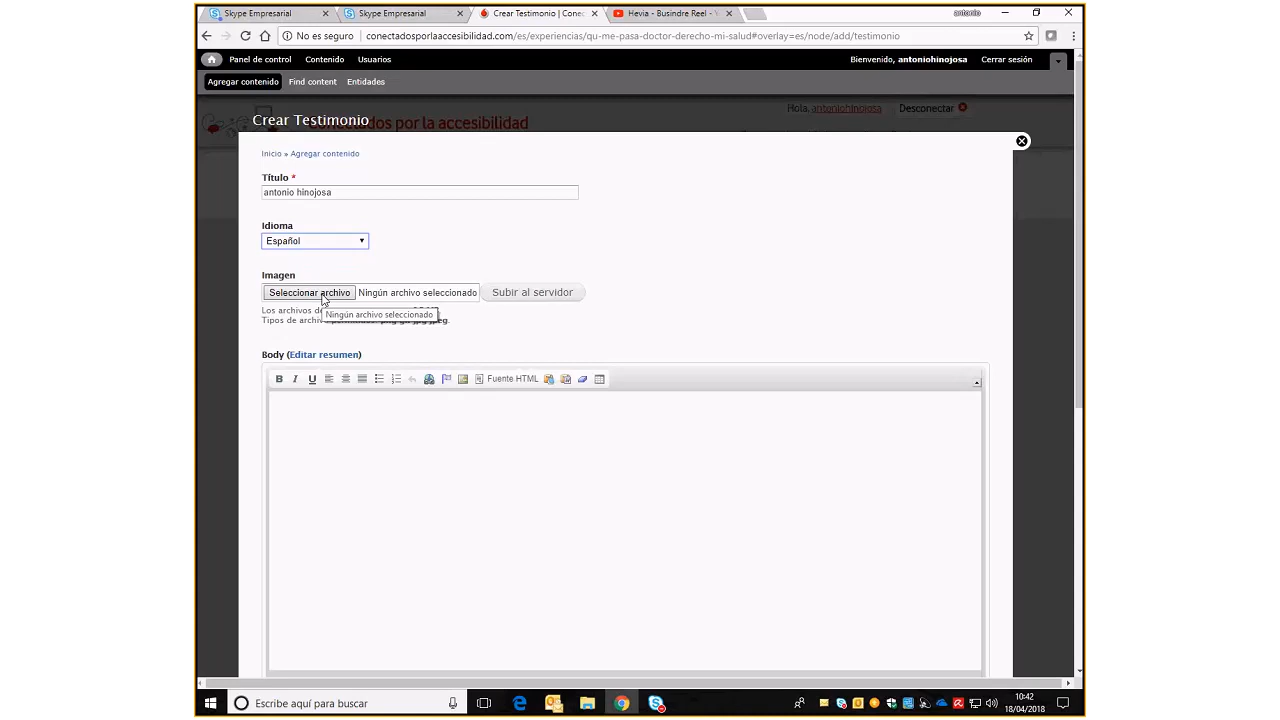 Skype Empresarial
Skype Empresarial
Crear Testimonio | Cone
Hevia - Busindre Reel -
antonio
No es seguro
conectadosporlaaccesibilidad.com/es/experiencias/qu-me-pasa-doctor-derecho-mi-salud#overlay=es/node/add/testimonio
Panel de control Contenido Usuarios
Bienvenido, antoniohinojosa Cerrar sesión
Agregar contenido Find content Entidades
Hola, antoniohinojosa Desconectar
Conectados por la accesibilidad
Crear Testimonio
Inicio » Agregar contenido
Título *
antonio hinojosa
Idioma
Español
Imagen
Seleccionar archivo Ningún archivo seleccionado Subir al servidor
Los archivos de
Ningún archivo seleccionado
Tipos de archiv
Body (Editar resumen)
B I U Fuente HTML
Escribe aquí para buscar
10:42
18/04/2018